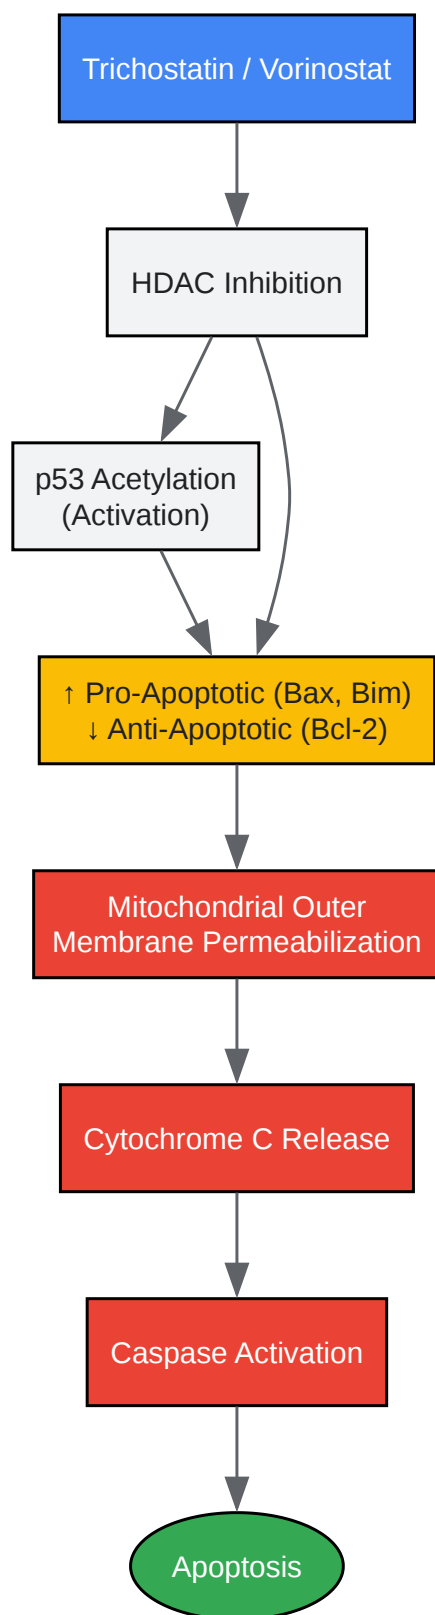 Trichostatin / Vorinostat
HDAC Inhibition
p53 Acetylation
(Activation)
↑ Pro-Apoptotic (Bax, Bim)
↓ Anti-Apoptotic (Bcl-2)
Mitochondrial Outer
Membrane Permeabilization
Cytochrome C Release
Caspase Activation
Apoptosis